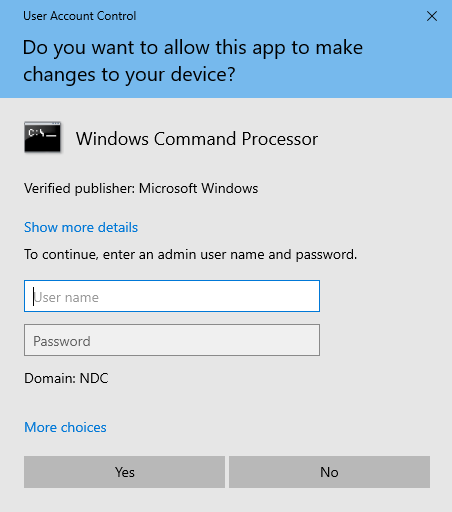 User Account Control
Do you want to allow this app to make
changes to your device?
C:\_
Windows Command Processor
Verified publisher: Microsoft Windows
Show more details
To continue, enter an admin user name and password.
User name
Password
Domain: NDC
More choices
Yes
No